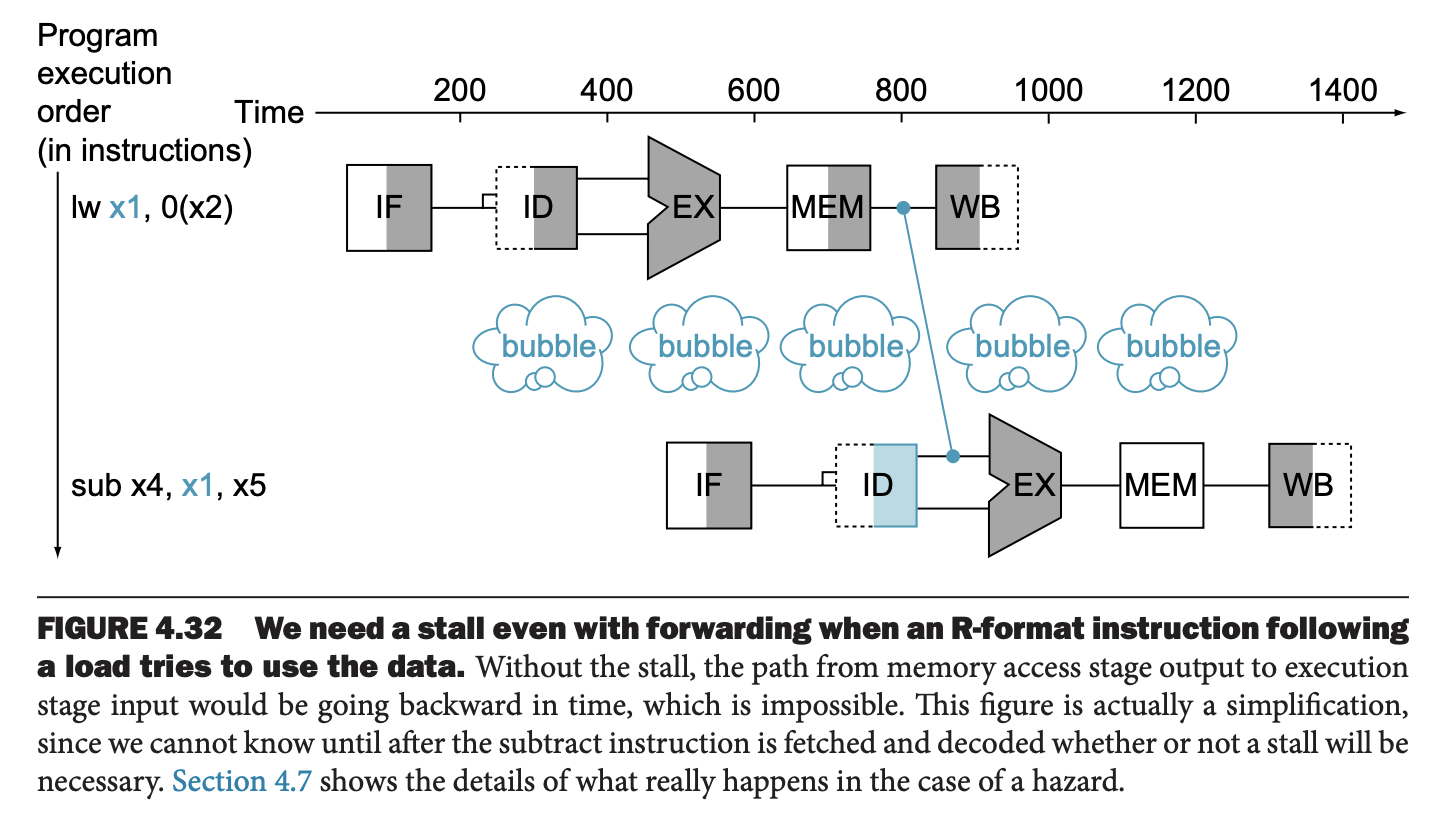 Program
execution
order
(in instructions)
Time
200 400 600 800 1000 1200 1400
lw x1, 0(x2)
IF ID EX MEM WB
bubble bubble bubble bubble bubble
sub x4, x1, x5
IF ID EX MEM WB
FIGURE 4.32 We need a stall even with forwarding when an R-format instruction following
a load tries to use the data. Without the stall, the path from memory access stage output to execution
stage input would be going backward in time, which is impossible. This figure is actually a simplification,
since we cannot know until after the subtract instruction is fetched and decoded whether or not a stall will be
necessary. Section 4.7 shows the details of what really happens in the case of a hazard.